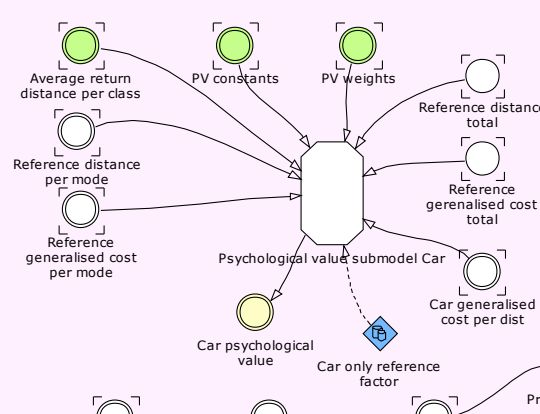 Average return
distance per class
PV constants
PV weights
Reference distance
total
Reference distance
per mode
Reference
gerenalised cost
total
Reference
generalised cost
per mode
Psychological value submodel Car
Car generalised
cost per dist
Car psychological
value
Car only reference
factor
Pr